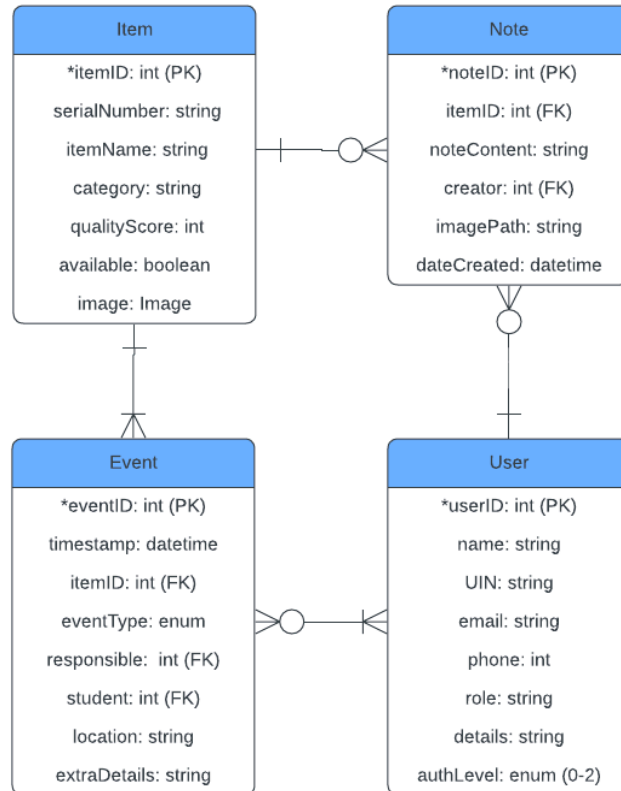 Item
*itemID: int (PK)
serialNumber: string
itemName: string
category: string
qualityScore: int
available: boolean
image: Image
Note
*noteID: int (PK)
itemID: int (FK)
noteContent: string
creator: int (FK)
imagePath: string
dateCreated: datetime
Event
*eventID: int (PK)
timestamp: datetime
itemID: int (FK)
eventType: enum
responsible:  int (FK)
student: int (FK)
location: string
extraDetails: string
User
*userID: int (PK)
name: string
UIN: string
email: string
phone: int
role: string
details: string
authLevel: enum (0-2)